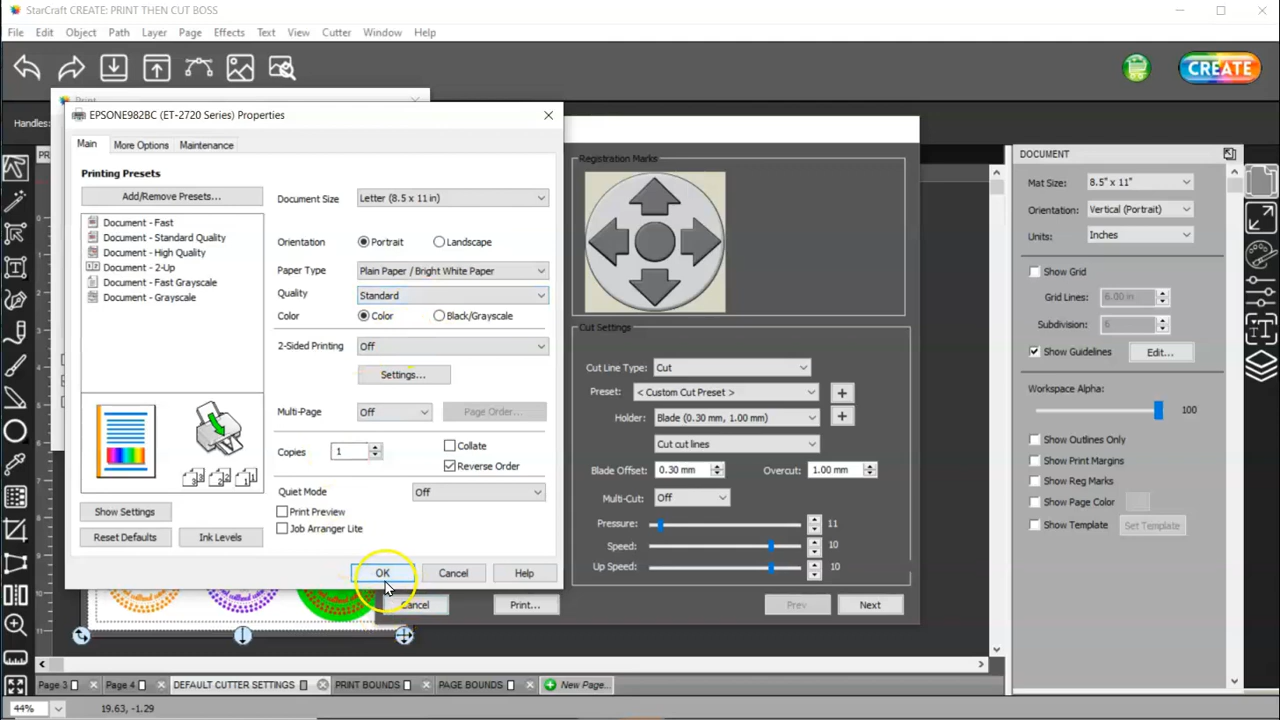 StarCraft CREATE: PRINT THEN CUT BOSS
File Edit Object Path Layer Page Effects Text View Cutter Window Help
CREATE
Print
Handles:
EPSONE982BC (ET-2720 Series) Properties
Main More Options Maintenance
Printing Presets
Add/Remove Presets...
Document - Fast
Document - Standard Quality
Document - High Quality
Document - 2-Up
Document - Fast Grayscale
Document - Grayscale
Show Settings
Reset Defaults Ink Levels
Document Size Letter (8.5 x 11 in)
Orientation Portrait Landscape
Paper Type Plain Paper / Bright White Paper
Quality Standard
Color Color Black/Grayscale
2-Sided Printing Off
Settings...
Multi-Page Off Page Order...
Copies 1 Collate
Reverse Order
Quiet Mode Off
Print Preview
Job Arranger Lite
OK Cancel Help
Registration Marks
Cut Settings
Cut Line Type: Cut
Preset: < Custom Cut Preset >
Holder: Blade (0.30 mm, 1.00 mm)
Cut cut lines
Blade Offset: 0.30 mm Overcut: 1.00 mm
Multi-Cut: Off
Pressure: 11
Speed: 10
Up Speed: 10
Cancel Print... Prev Next
DOCUMENT
Mat Size: 8.5" x 11"
Orientation: Vertical (Portrait)
Units: Inches
Show Grid
Grid Lines: 6.00 in
Subdivision: 6
Show Guidelines Edit...
Workspace Alpha:
100
Show Outlines Only
Show Print Margins
Show Reg Marks
Show Page Color
Show Template Set Template
Page 3 Page 4 DEFAULT CUTTER SETTINGS PRINT BOUNDS PAGE BOUNDS New Page...
44% 19.63, -1.29